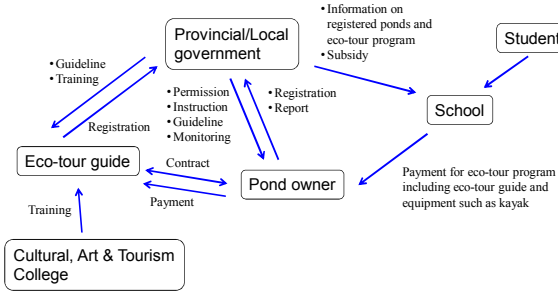 Provincial/Local
government
• Information on
registered ponds and
eco-tour program
• Subsidy
Student
• Guideline
• Training
• Permission
• Instruction
• Guideline
• Monitoring
• Registration
• Report
School
Registration
Eco-tour guide
Contract
Payment
Pond owner
Payment for eco-tour program
including eco-tour guide and
equipment such as kayak
Training
Cultural, Art & Tourism
College